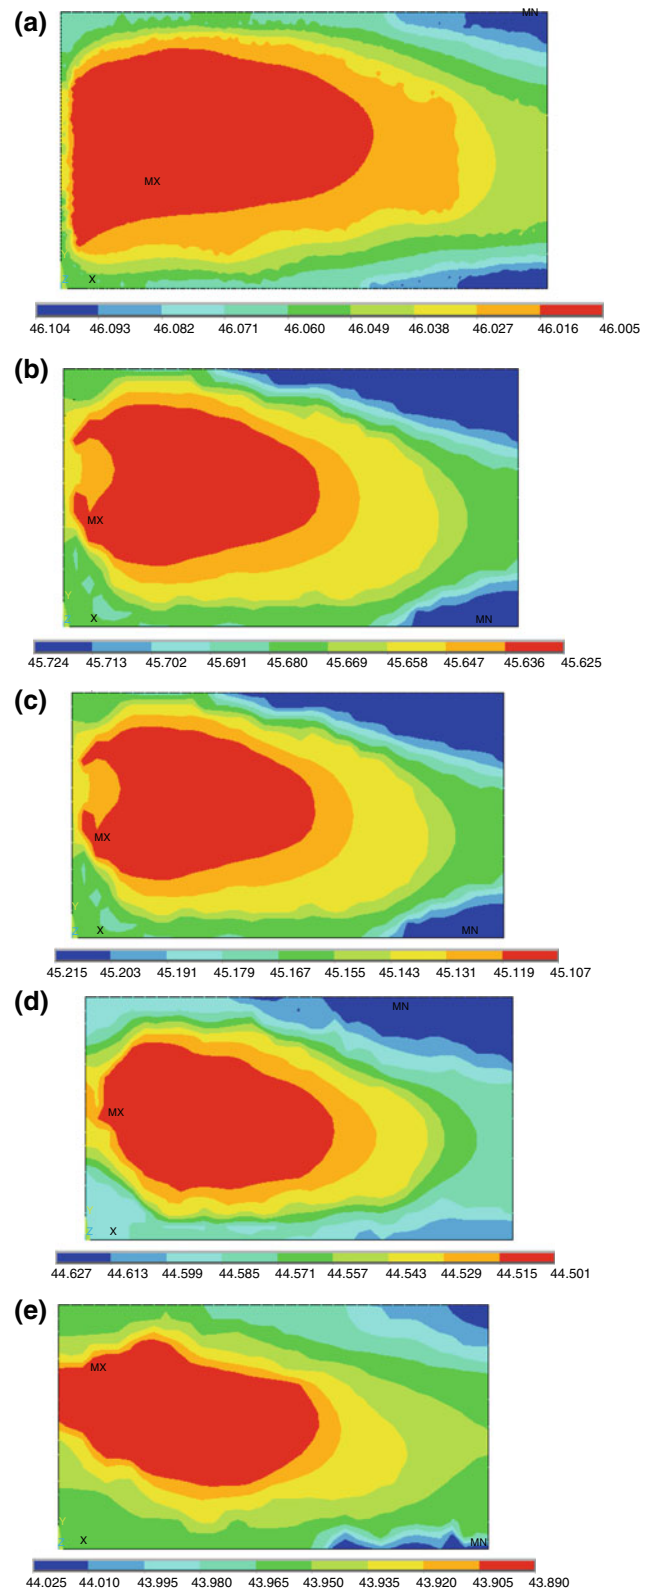 (a)
MN
MX
Y
Z
X
46.104 46.093 46.082 46.071 46.060 46.049 46.038 46.027 46.016 46.005
(b)
MX
Y
Z
X
MN
45.724 45.713 45.702 45.691 45.680 45.669 45.658 45.647 45.636 45.625
(c)
MX
Y
Z
X
MN
45.215 45.203 45.191 45.179 45.167 45.155 45.143 45.131 45.119 45.107
(d)
MN
MX
Y
Z
X
44.627 44.613 44.599 44.585 44.571 44.557 44.543 44.529 44.515 44.501
(e)
MX
Y
Z
X
MN
44.025 44.010 43.995 43.980 43.965 43.950 43.935 43.920 43.905 43.890